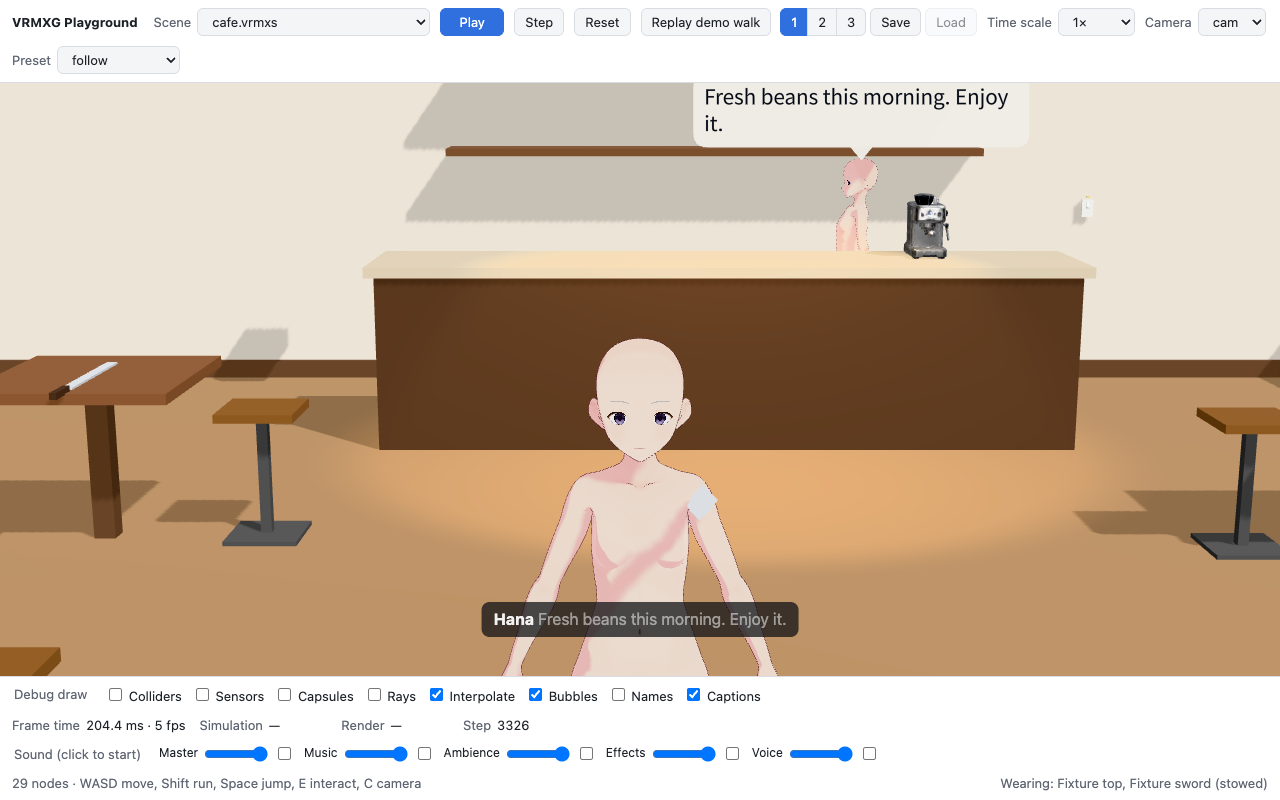 VRMXG Playground Scene cafe.vrmxs Play Step Reset Replay demo walk 1 2 3 Save Load Time scale 1× Camera cam
Preset follow
Fresh beans this morning. Enjoy
it.
Hana Fresh beans this morning. Enjoy it.
Debug draw Colliders Sensors Capsules Rays Interpolate Bubbles Names Captions
Frame time 204.4 ms · 5 fps Simulation — Render — Step 3326
Sound (click to start) Master Music Ambience Effects Voice
29 nodes · WASD move, Shift run, Space jump, E interact, C camera Wearing: Fixture top, Fixture sword (stowed)